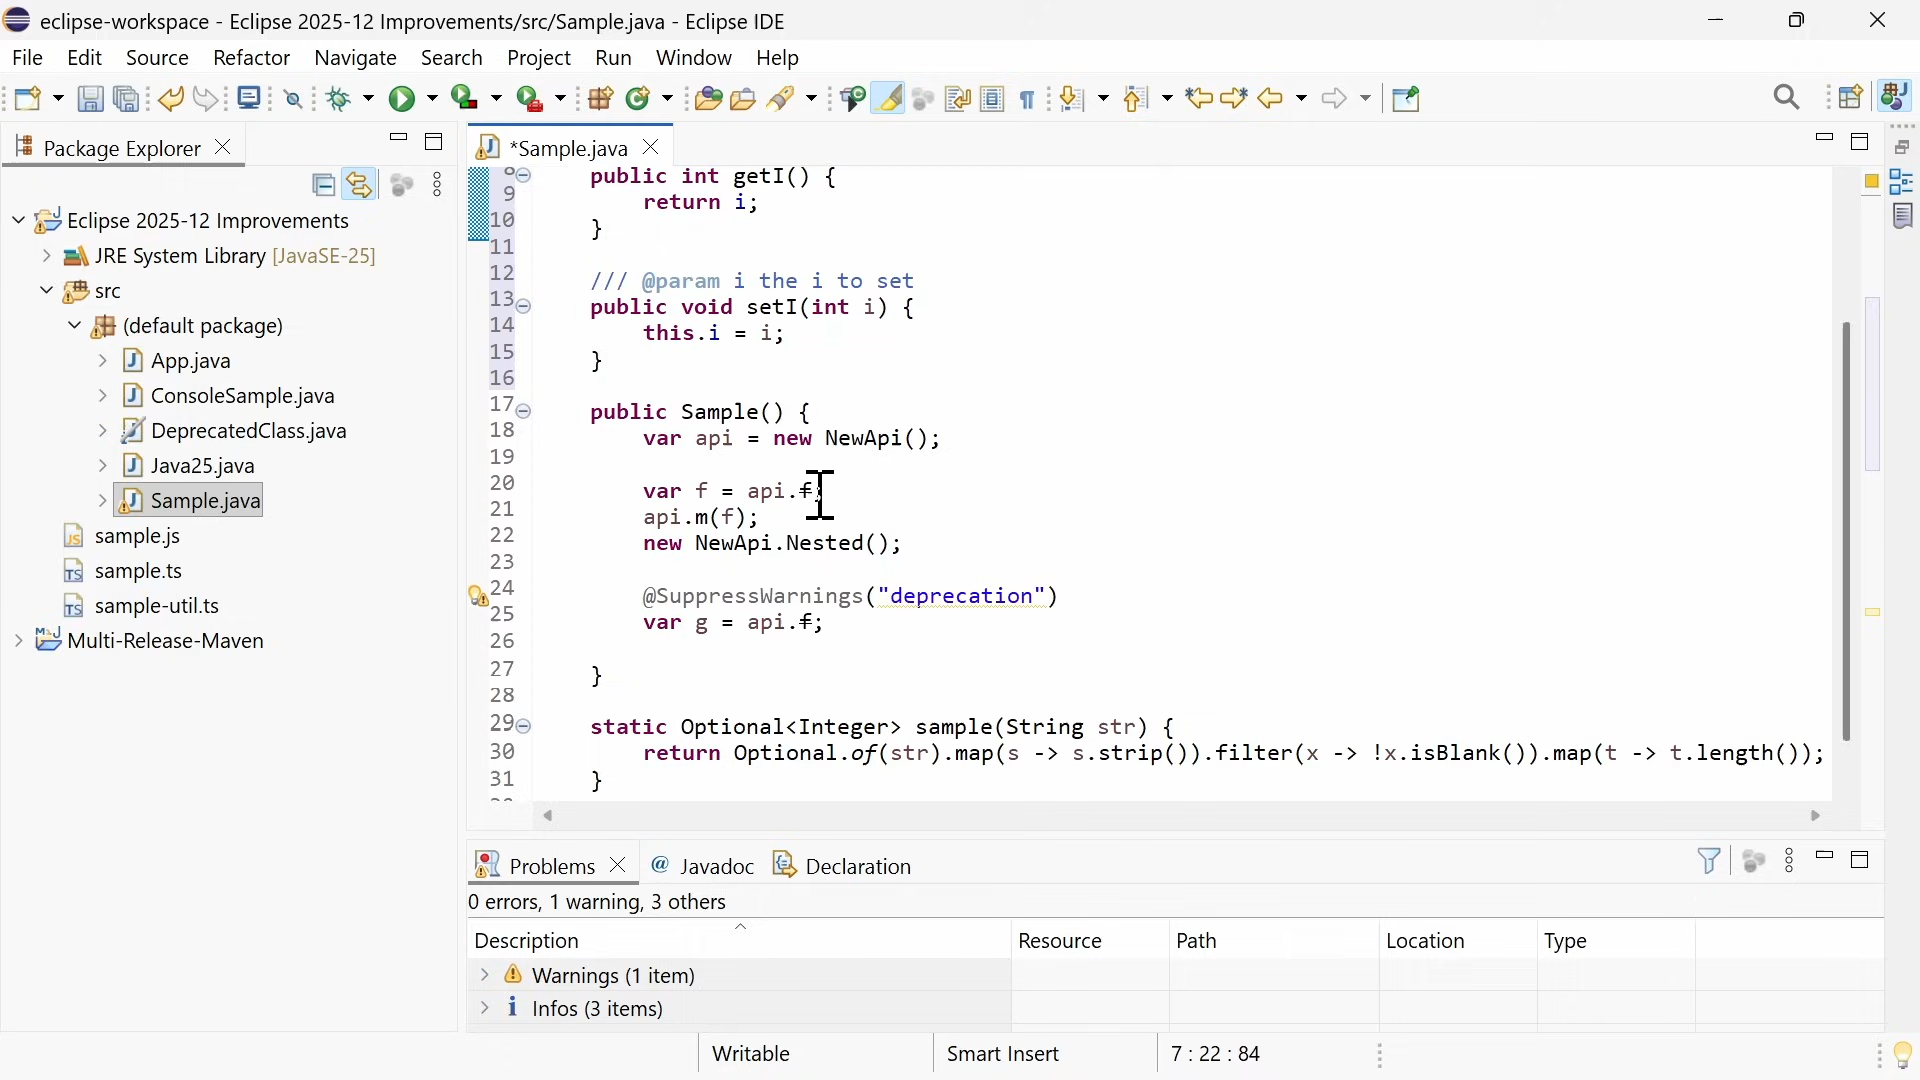 eclipse-workspace - Eclipse 2025-12 Improvements/src/Sample.java - Eclipse IDE
File Edit Source Refactor Navigate Search Project Run Window Help
Package Explorer
Eclipse 2025-12 Improvements
JRE System Library [JavaSE-25]
src
(default package)
App.java
ConsoleSample.java
DeprecatedClass.java
Java25.java
Sample.java
sample.js
sample.ts
sample-util.ts
Multi-Release-Maven
*Sample.java
8 public int getI() {
9 return i;
10 }
11
12 /// @param i the i to set
13 public void setI(int i) {
14 this.i = i;
15 }
16
17 public Sample() {
18 var api = new NewApi();
19
20 var f = api.f;
21 api.m(f);
22 new NewApi.Nested();
23
24 @SuppressWarnings("deprecation")
25 var g = api.f;
26
27 }
28
29 static Optional<Integer> sample(String str) {
30 return Optional.of(str).map(s -> s.strip()).filter(x -> !x.isBlank()).map(t -> t.length());
31 }
Problems @ Javadoc Declaration
0 errors, 1 warning, 3 others
Description Resource Path Location Type
Warnings (1 item)
Infos (3 items)
Writable Smart Insert 7 : 22 : 84